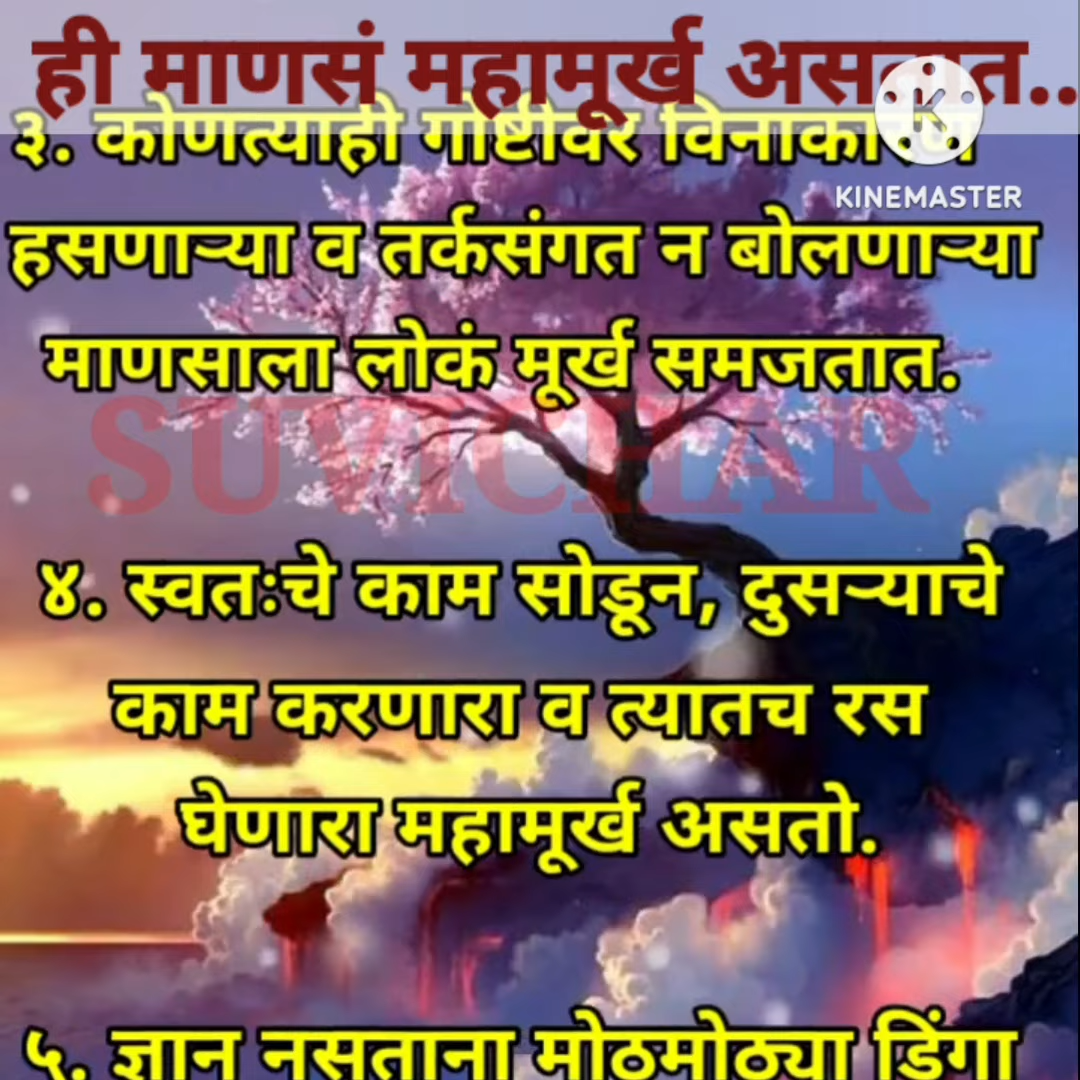 ही माणसं महामूर्ख असतात..
३. कोणत्याही गोष्टीवर विनाकारण
KINEMASTER
हसणाऱ्या व तर्कसंगत न बोलणाऱ्या
माणसाला लोकं मूर्ख समजतात.
SUVICHAR
४. स्वतःचे काम सोडून, दुसऱ्याचे
काम करणारा व त्यातच रस
घेणारा महामूर्ख असतो.
५. ज्ञान नसताना मोठमोठ्या डिंगा